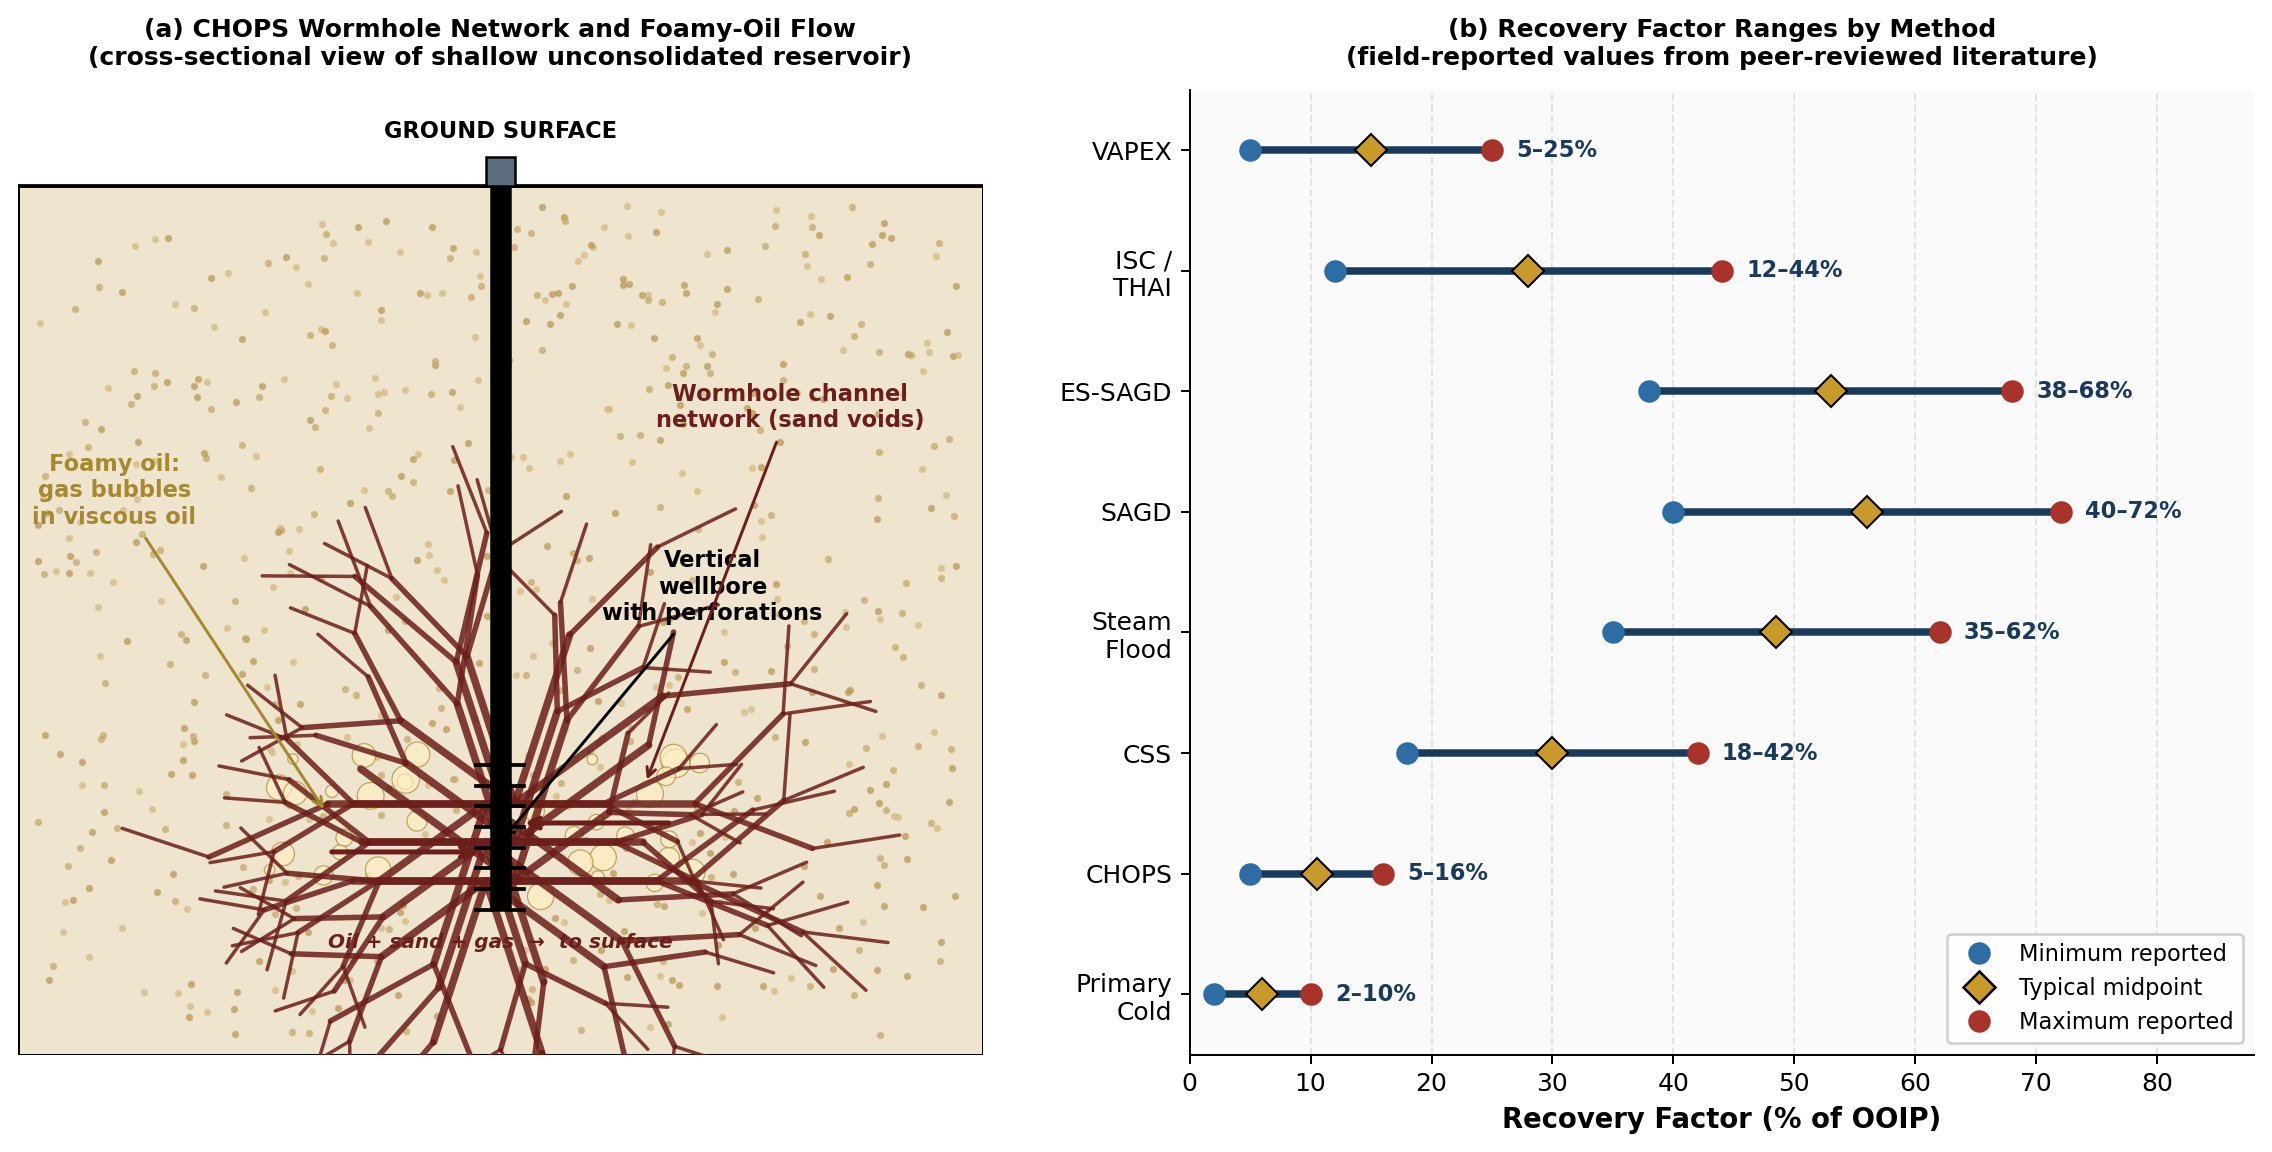 (a) CHOPS Wormhole Network and Foamy-Oil Flow
(cross-sectional view of shallow unconsolidated reservoir)
GROUND SURFACE
Wormhole channel
network (sand voids)
Foamy oil:
gas bubbles
in viscous oil
Vertical
wellbore
with perforations
Oil + sand + gas → to surface
(b) Recovery Factor Ranges by Method
(field-reported values from peer-reviewed literature)
VAPEX
5–25%
ISC /
THAI
12–44%
ES-SAGD
38–68%
SAGD
40–72%
Steam
Flood
35–62%
CSS
18–42%
CHOPS
5–16%
Primary
Cold
2–10%
Minimum reported
Typical midpoint
Maximum reported
0 10 20 30 40 50 60 70 80
Recovery Factor (% of OOIP)